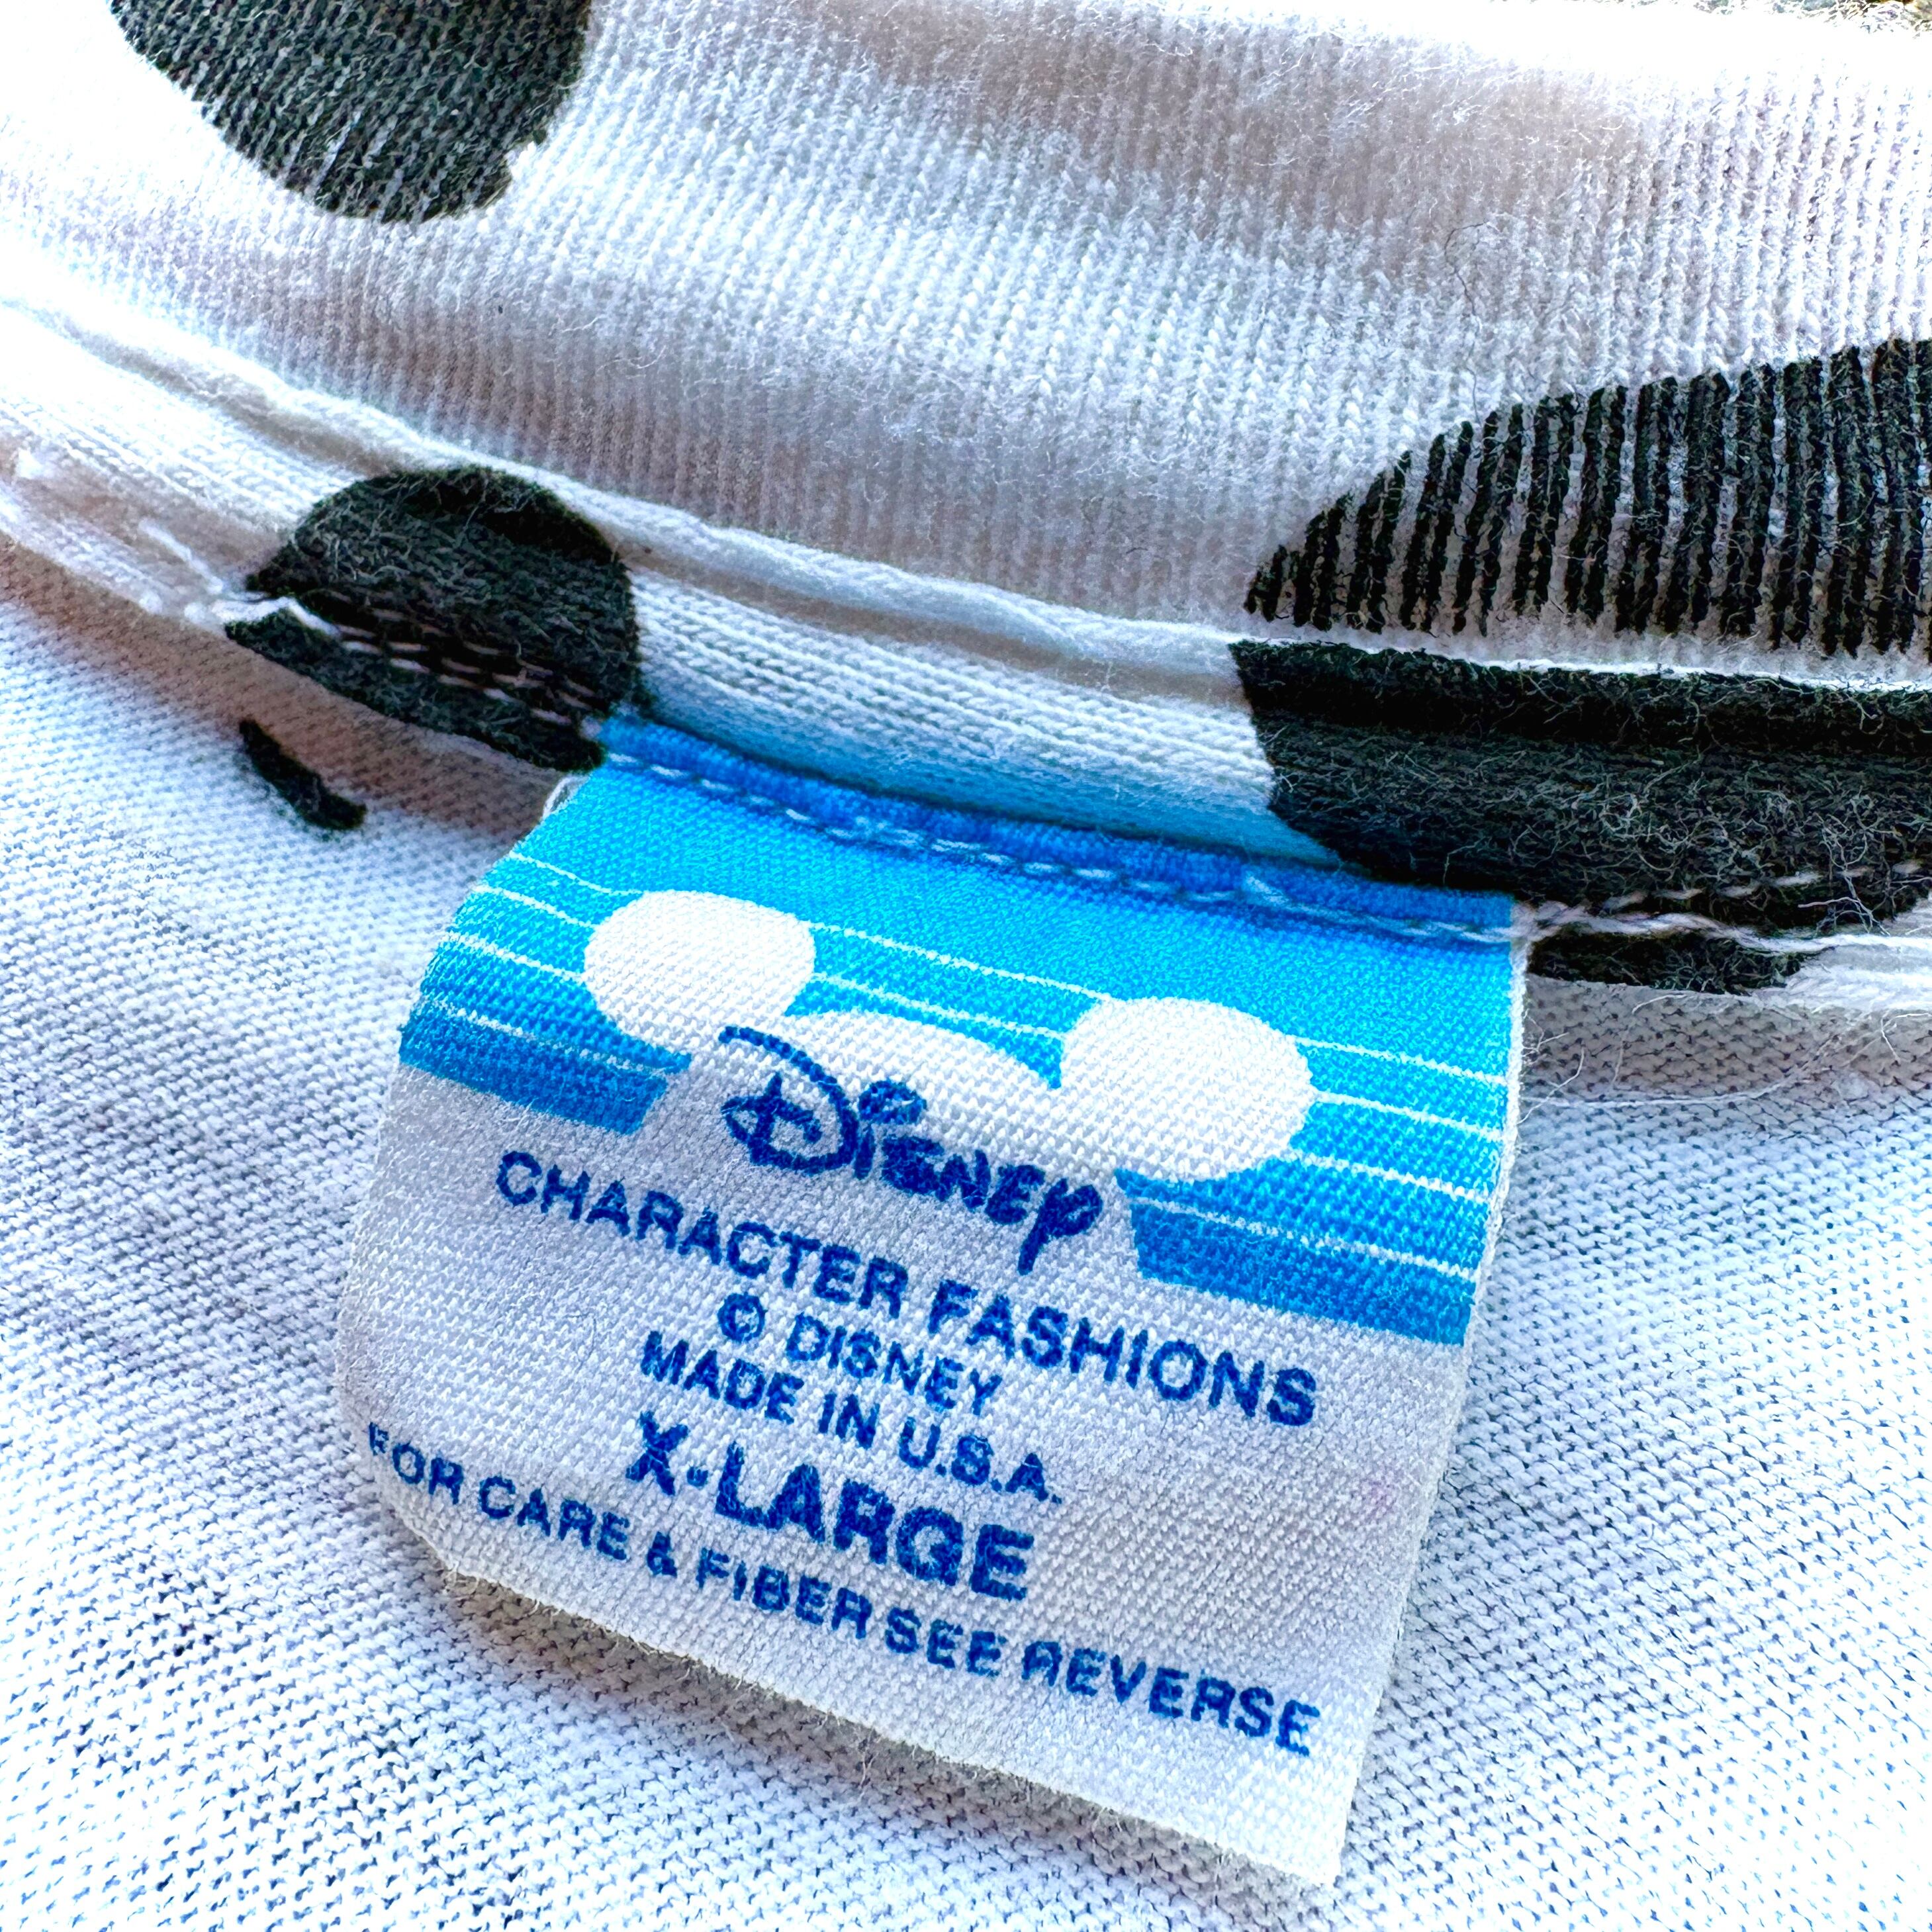 Disney
CHARACTER FASHIONS
© DISNEY
MADE IN U.S.A.
X-LARGE
FOR CARE & FIBER SEE REVERSE